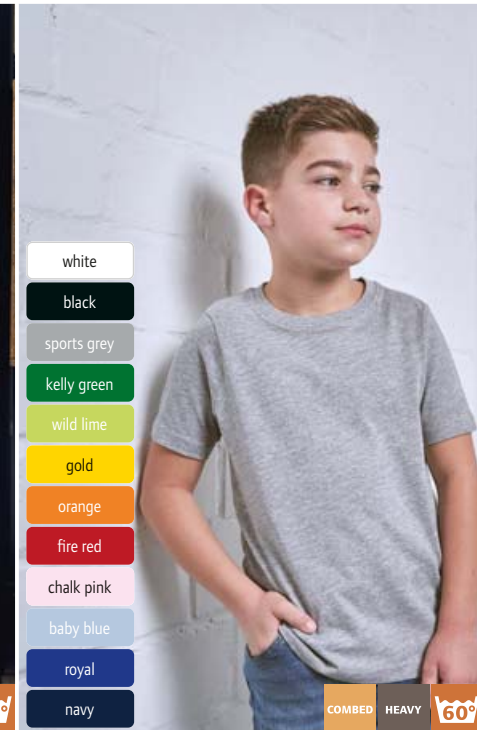 white
black
sports grey
kelly green
wild lime
gold
orange
fire red
chalk pink
baby blue
royal
navy
COMBED
HEAVY
60°